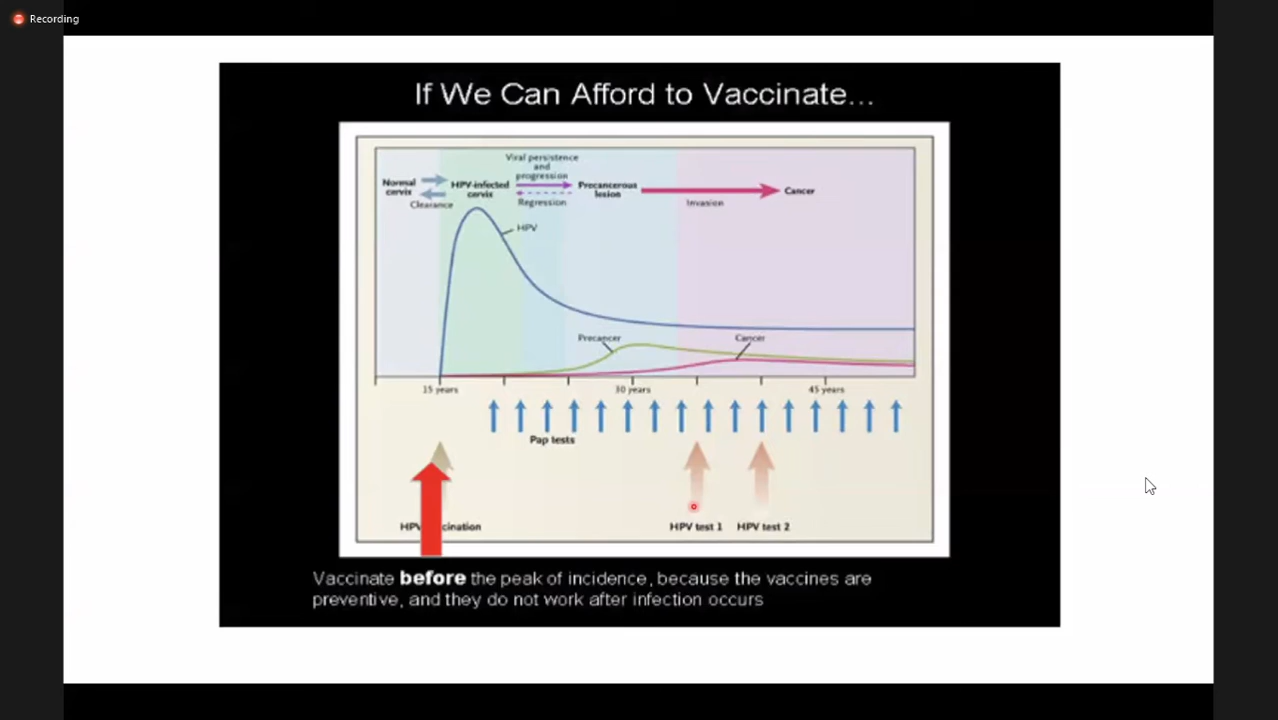 Recording
If We Can Afford to Vaccinate...
Viral persistence
and
progression
Normal
cervix
HPV-infected
cervix
Precancerous
lesion
Cancer
Clearance
Regression
Invasion
HPV
Precancer
Cancer
15 years
30 years
45 years
Pap tests
HPV cination
HPV test 1
HPV test 2
Vaccinate before the peak of incidence, because the vaccines are
preventive, and they do not work after infection occurs